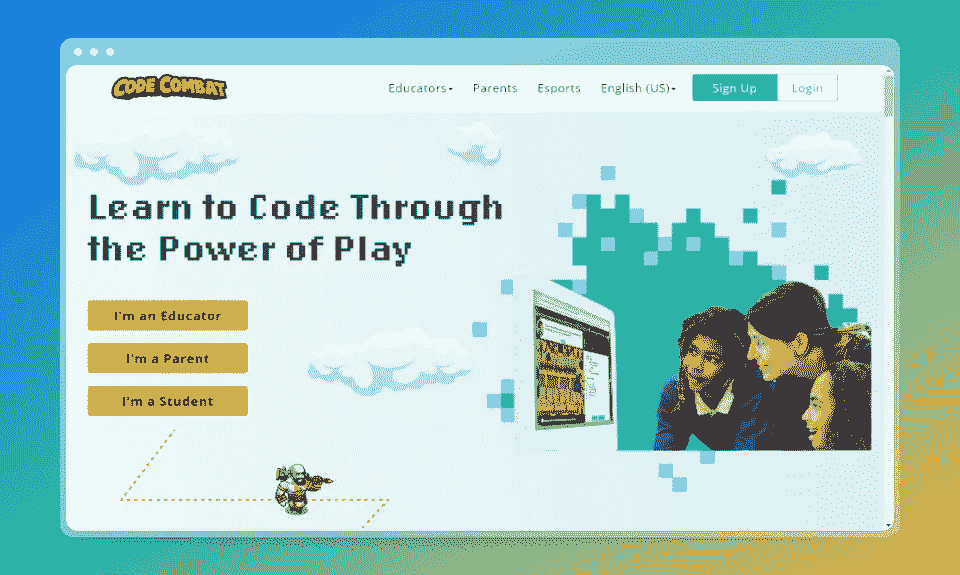 CODE COMBAT
Educators
Parents
Esports
English (US)
Sign Up
Login
Learn to Code Through
the Power of Play
I'm an Educator
I'm a Parent
I'm a Student